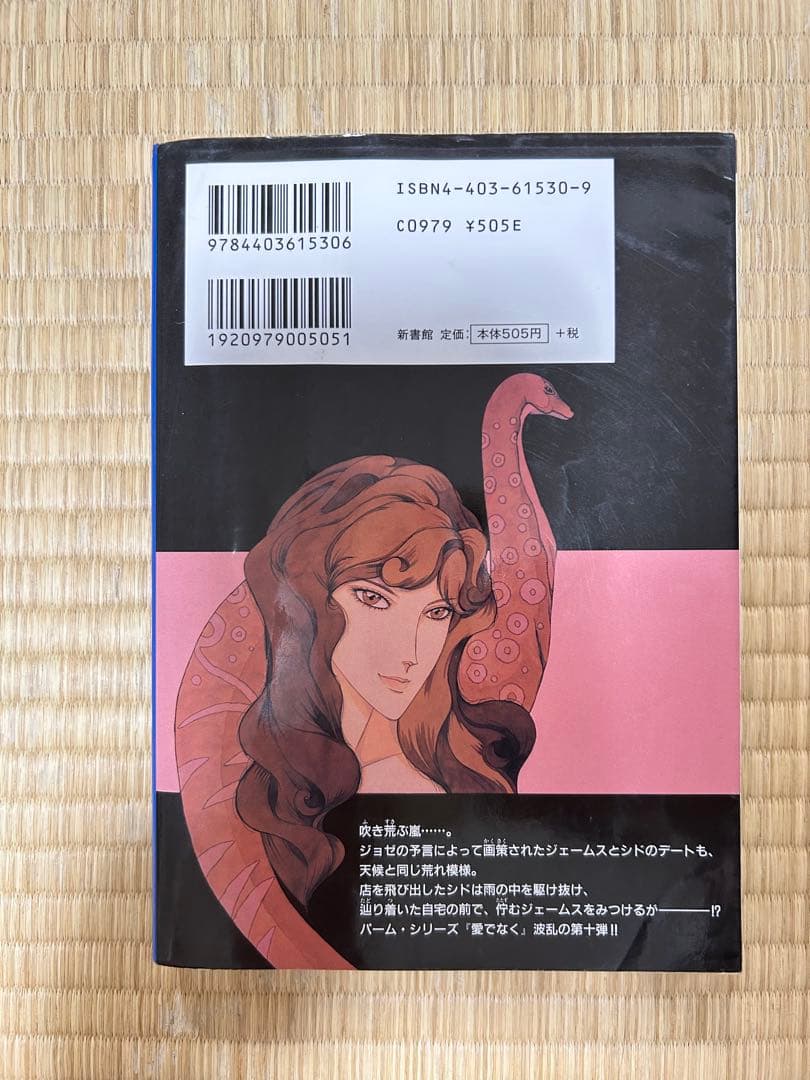 ISBN4-403-61530-9
9784403615306
C0979 ¥505E
1920979005051
新書館 定価：本体505円 +税
吹き荒ぶ嵐……。
ジョゼの予言によって画策されたジェームスとシドのデートも、
天候と同じ荒れ模様。
店を飛び出したシドは雨の中を駆け抜け、
辿り着いた自宅の前で、佇むジェームスをみつけるが———!?
パーム・シリーズ『愛でなく』波乱の第十弾!!